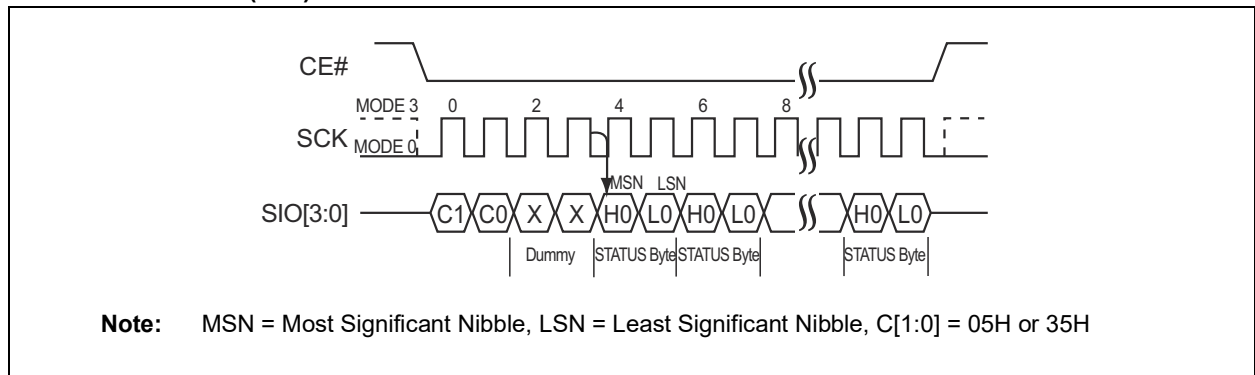 CE#
MODE 3 0 2 4 6 8
SCK
MODE 0
MSN LSN
SIO[3:0] C1 C0 X X H0 L0 H0 L0 H0 L0
Dummy STATUS Byte STATUS Byte STATUS Byte
Note: MSN = Most Significant Nibble, LSN = Least Significant Nibble, C[1:0] = 05H or 35H